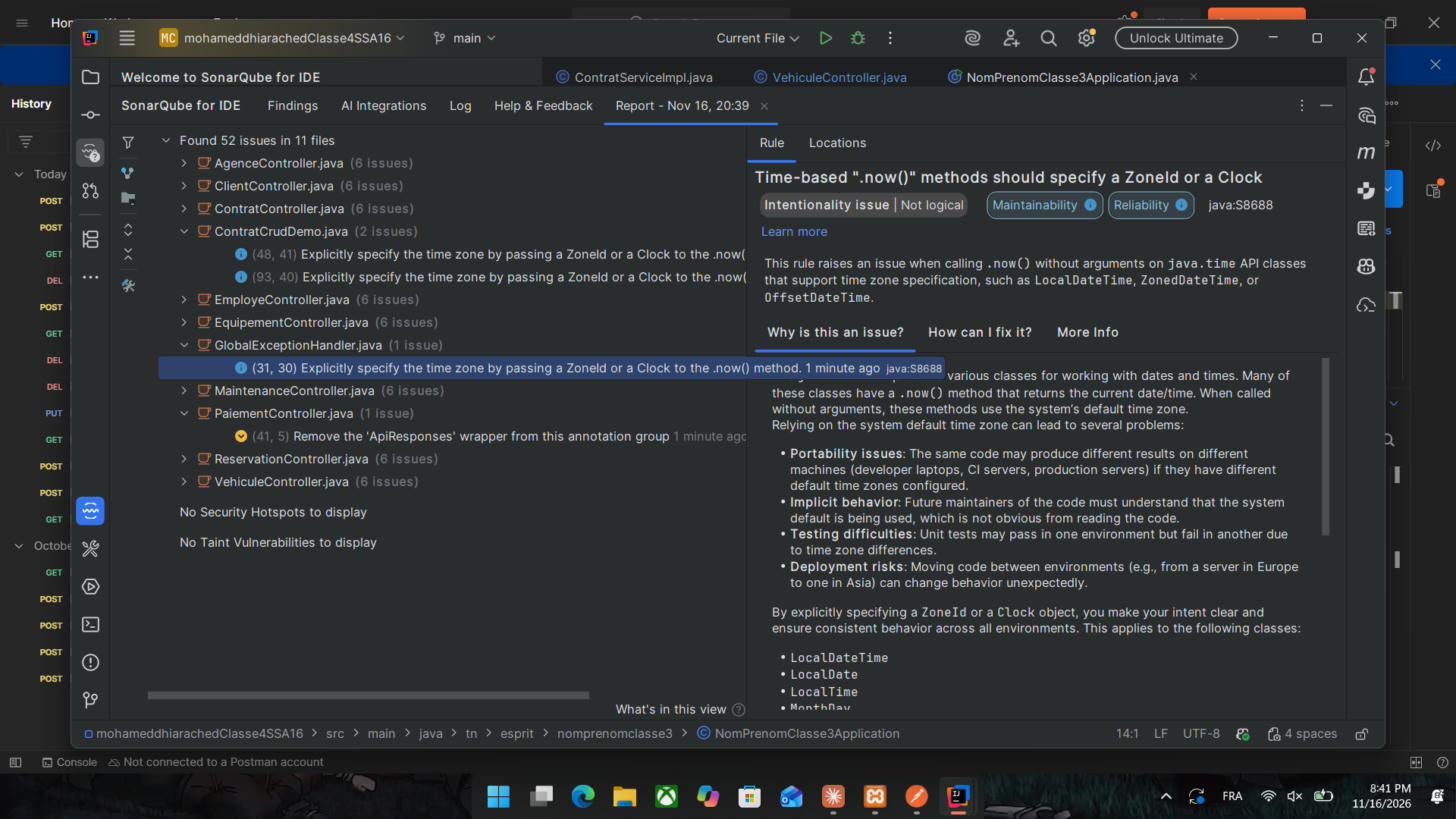 Hom
MC mohameddhiarachedClasse4SSA16
main
Current File
Unlock Ultimate
Welcome to SonarQube for IDE
ContratServiceImpl.java
VehiculeController.java
NomPrenomClasse3Application.java
SonarQube for IDE
Findings
AI Integrations
Log
Help & Feedback
Report - Nov 16, 20:39
History
Today
POST
POST
GET
DEL
POST
GET
DEL
DEL
PUT
GET
POST
POST
GET
Octobe
GET
POST
POST
POST
POST
Found 52 issues in 11 files
AgenceController.java (6 issues)
ClientController.java (6 issues)
ContratController.java (6 issues)
ContratCrudDemo.java (2 issues)
(48, 41) Explicitly specify the time zone by passing a ZoneId or a Clock to the .now(
(93, 40) Explicitly specify the time zone by passing a ZoneId or a Clock to the .now(
EmployeController.java (6 issues)
EquipementController.java (6 issues)
GlobalExceptionHandler.java (1 issue)
(31, 30) Explicitly specify the time zone by passing a ZoneId or a Clock to the .now() method. 1 minute ago java:S8688
MaintenanceController.java (6 issues)
PaiementController.java (1 issue)
(41, 5) Remove the 'ApiResponses' wrapper from this annotation group 1 minute ago
ReservationController.java (6 issues)
VehiculeController.java (6 issues)
No Security Hotspots to display
No Taint Vulnerabilities to display
What's in this view
Rule
Locations
Time-based ".now()" methods should specify a ZoneId or a Clock
Intentionality issue | Not logical
Maintainability
Reliability
java:S8688
Learn more
This rule raises an issue when calling .now() without arguments on java.time API classes
that support time zone specification, such as LocalDateTime, ZonedDateTime, or
OffsetDateTime.
Why is this an issue?
How can I fix it?
More Info
various classes for working with dates and times. Many of
these classes have a .now() method that returns the current date/time. When called
without arguments, these methods use the system's default time zone.
Relying on the system default time zone can lead to several problems:
• Portability issues: The same code may produce different results on different
machines (developer laptops, CI servers, production servers) if they have different
default time zones configured.
• Implicit behavior: Future maintainers of the code must understand that the system
default is being used, which is not obvious from reading the code.
• Testing difficulties: Unit tests may pass in one environment but fail in another due
to time zone differences.
• Deployment risks: Moving code between environments (e.g., from a server in Europe
to one in Asia) can change behavior unexpectedly.
By explicitly specifying a ZoneId or a Clock object, you make your intent clear and
ensure consistent behavior across all environments. This applies to the following classes:
• LocalDateTime
• LocalDate
• LocalTime
• MonthDay
mohameddhiarachedClasse4SSA16 > src > main > java > tn > esprit > nomprenomclasse3 > NomPrenomClasse3Application
14:1
LF
UTF-8
4 spaces
Console
Not connected to a Postman account
FRA
8:41 PM
11/16/2026